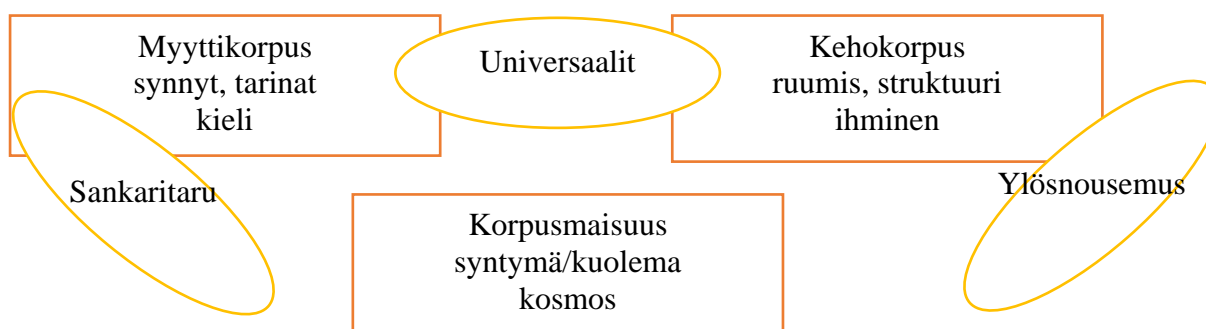 Myyttikorpus
synnyt, tarinat
kieli
Universaalit
Kehokorpus
ruumis, struktuuri
ihminen
Sankaritaru
Ylösnousemus
Korpusmaisuus
syntymä/kuolema
kosmos